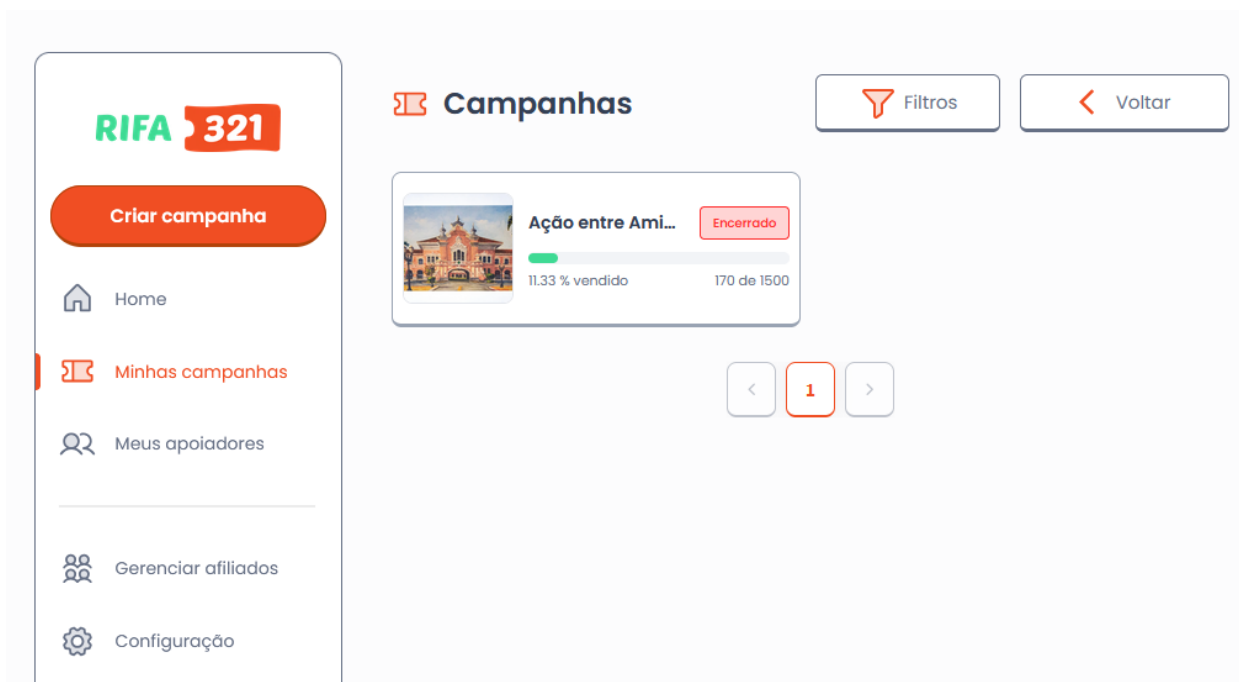 RIFA 321
Criar campanha
Home
Minhas campanhas
Meus apoiadores
Gerenciar afiliados
Configuração
Campanhas
Filtros
Voltar
Ação entre Ami...
Encerrado
11.33 % vendido
170 de 1500
1